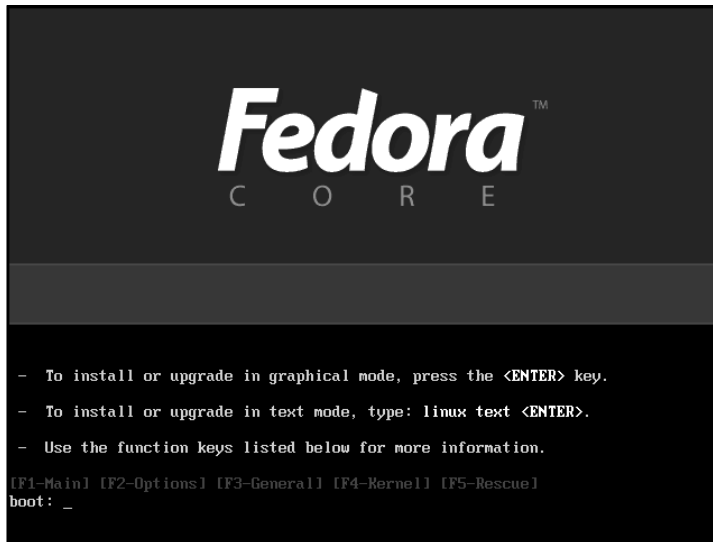 Fedora™
CORE
- To install or upgrade in graphical mode, press the <ENTER> key.
- To install or upgrade in text mode, type: linux text <ENTER>.
- Use the function keys listed below for more information.
[F1-Main] [F2-Options] [F3-General] [F4-Kernel] [F5-Rescue]
boot: _